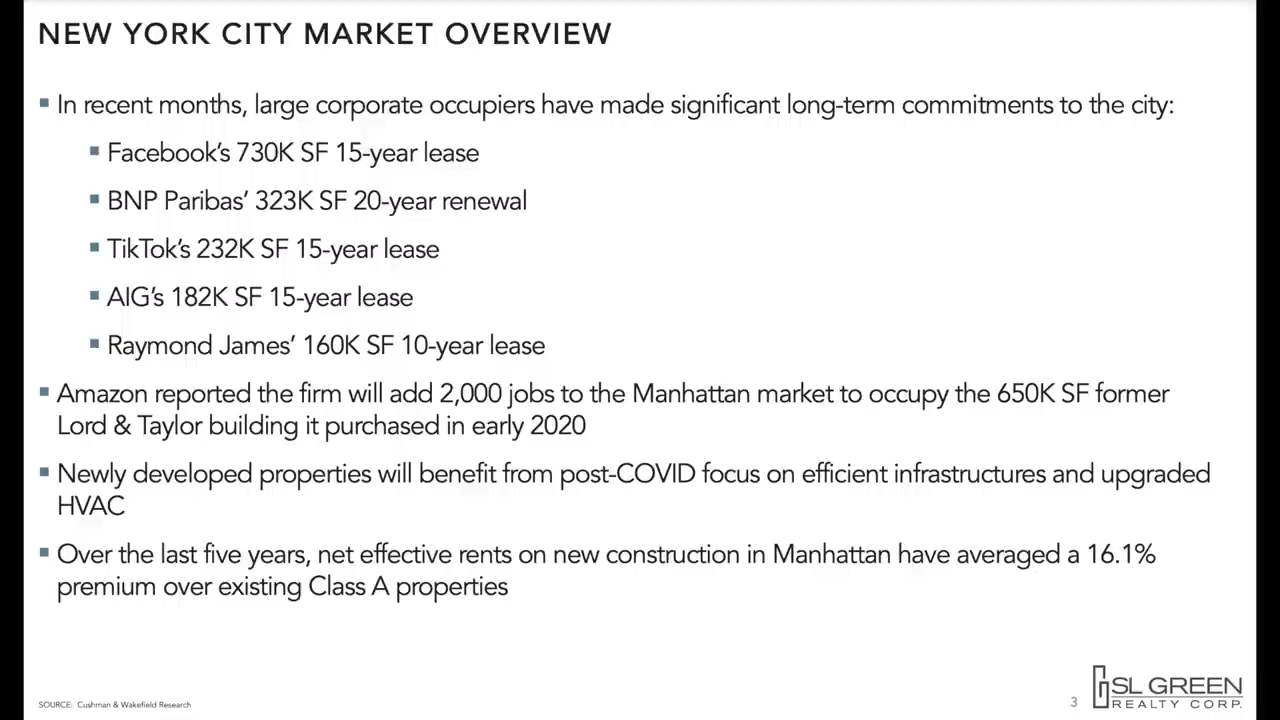 NEW YORK CITY MARKET OVERVIEW
In recent months, large corporate occupiers have made significant long-term commitments to the city:
Facebook's 730K SF 15-year lease
BNP Paribas' 323K SF 20-year renewal
TikTok's 232K SF 15-year lease
AIG's 182K SF 15-year lease
Raymond James' 160K SF 10-year lease
Amazon reported the firm will add 2,000 jobs to the Manhattan market to occupy the 650K SF former
Lord & Taylor building it purchased in early 2020
Newly developed properties will benefit from post-COVID focus on efficient infrastructures and upgraded
HVAC
Over the last five years, net effective rents on new construction in Manhattan have averaged a 16.1%
premium over existing Class A properties
SOURCE: Cushman & Wakefield Research
3
SL GREEN
REALTY CORP.